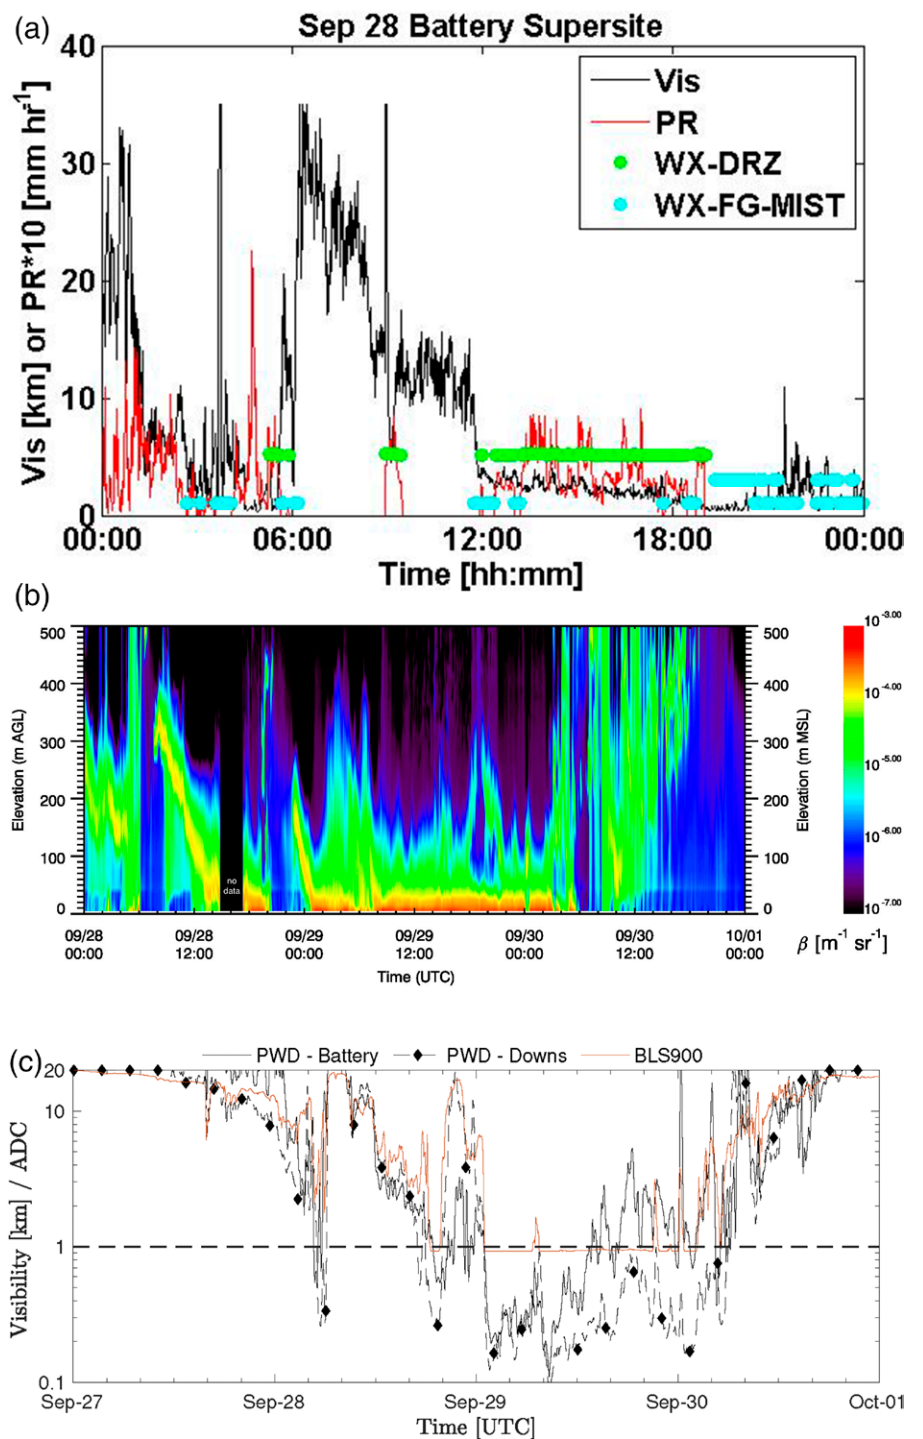 (a)
Sep 28 Battery Supersite
Vis [km] or PR*10 [mm hr⁻¹]
40
30
20
10
0
Vis
PR
WX-DRZ
WX-FG-MIST
00:00 06:00 12:00 18:00 00:00
Time [hh:mm]
(b)
Elevation (m AGL)
500
400
300
200
100
0
no
data
500
400
300
200
100
0
Elevation (m MSL)
10⁻³·⁰⁰
10⁻⁴·⁰⁰
10⁻⁵·⁰⁰
10⁻⁶·⁰⁰
10⁻⁷·⁰⁰
β [m⁻¹ sr⁻¹]
09/28 09/28 09/29 09/29 09/30 09/30 10/01
00:00 12:00 00:00 12:00 00:00 12:00 00:00
Time (UTC)
(c)
PWD - Battery PWD - Downs BLS900
Visibility [km] / ADC
20
10
1
0.1
Sep-27 Sep-28 Sep-29 Sep-30 Oct-01
Time [UTC]